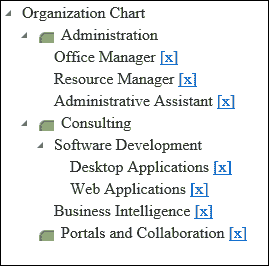 Organization Chart
Administration
Office Manager [x]
Resource Manager [x]
Administrative Assistant [x]
Consulting
Software Development
Desktop Applications [x]
Web Applications [x]
Business Intelligence [x]
Portals and Collaboration [x]